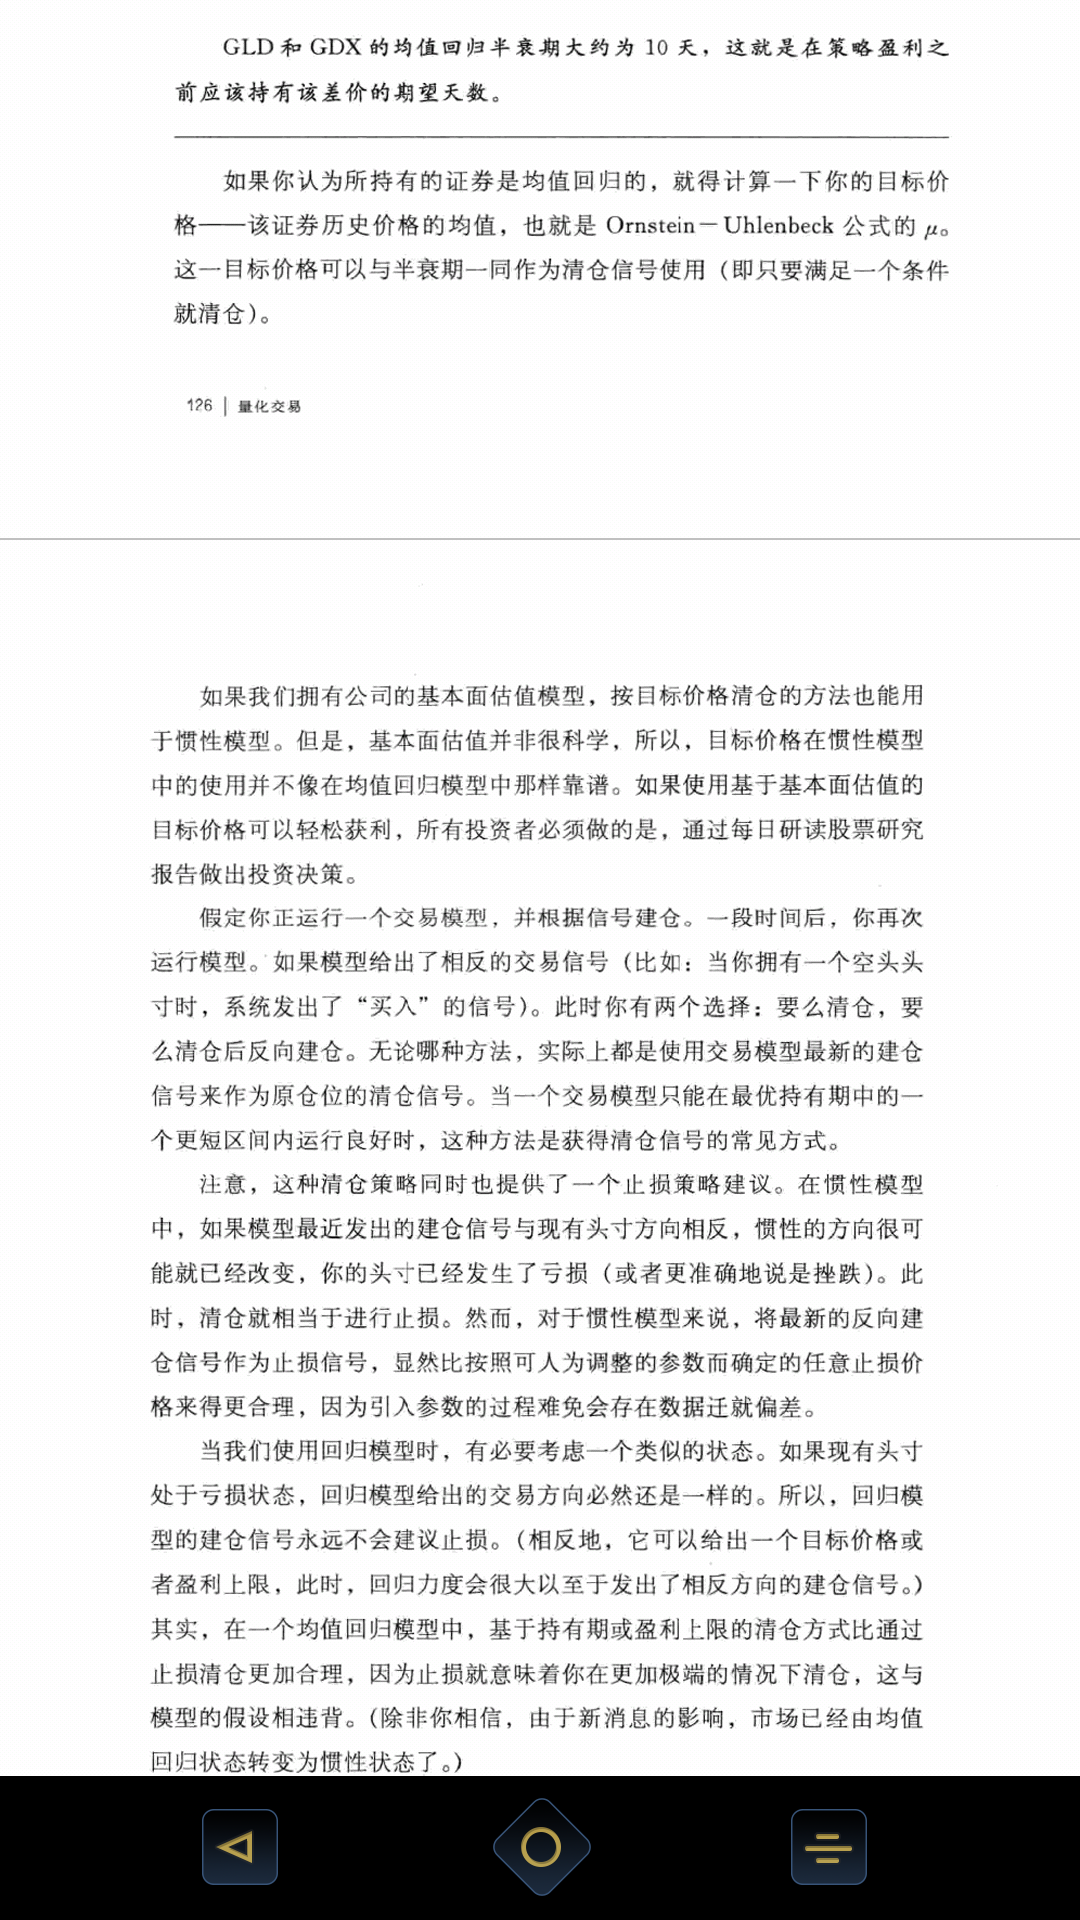 GLD 和 GDX 的均值回归半衰期大约为 10 天，这就是在策略盈利之
前应该持有该差价的期望天数。
如果你认为所持有的证券是均值回归的，就得计算一下你的目标价
格——该证券历史价格的均值，也就是 Ornstein－Uhlenbeck 公式的 μ。
这一目标价格可以与半衰期一同作为清仓信号使用（即只要满足一个条件
就清仓）。
126 | 量化交易
如果我们拥有公司的基本面估值模型，按目标价格清仓的方法也能用
于惯性模型。但是，基本面估值并非很科学，所以，目标价格在惯性模型
中的使用并不像在均值回归模型中那样靠谱。如果使用基于基本面估值的
目标价格可以轻松获利，所有投资者必须做的是，通过每日研读股票研究
报告做出投资决策。
假定你正运行一个交易模型，并根据信号建仓。一段时间后，你再次
运行模型。如果模型给出了相反的交易信号（比如：当你拥有一个空头头
寸时，系统发出了“买入”的信号）。此时你有两个选择：要么清仓，要
么清仓后反向建仓。无论哪种方法，实际上都是使用交易模型最新的建仓
信号来作为原仓位的清仓信号。当一个交易模型只能在最优持有期中的一
个更短区间内运行良好时，这种方法是获得清仓信号的常见方式。
注意，这种清仓策略同时也提供了一个止损策略建议。在惯性模型
中，如果模型最近发出的建仓信号与现有头寸方向相反，惯性的方向很可
能就已经改变，你的头寸已经发生了亏损（或者更准确地说是挫跌）。此
时，清仓就相当于进行止损。然而，对于惯性模型来说，将最新的反向建
仓信号作为止损信号，显然比按照可人为调整的参数而确定的任意止损价
格来得更合理，因为引入参数的过程难免会存在数据迁就偏差。
当我们使用回归模型时，有必要考虑一个类似的状态。如果现有头寸
处于亏损状态，回归模型给出的交易方向必然还是一样的。所以，回归模
型的建仓信号永远不会建议止损。（相反地，它可以给出一个目标价格或
者盈利上限，此时，回归力度会很大以至于发出了相反方向的建仓信号。）
其实，在一个均值回归模型中，基于持有期或盈利上限的清仓方式比通过
止损清仓更加合理，因为止损就意味着你在更加极端的情况下清仓，这与
模型的假设相违背。（除非你相信，由于新消息的影响，市场已经由均值
回归状态转变为惯性状态了。）